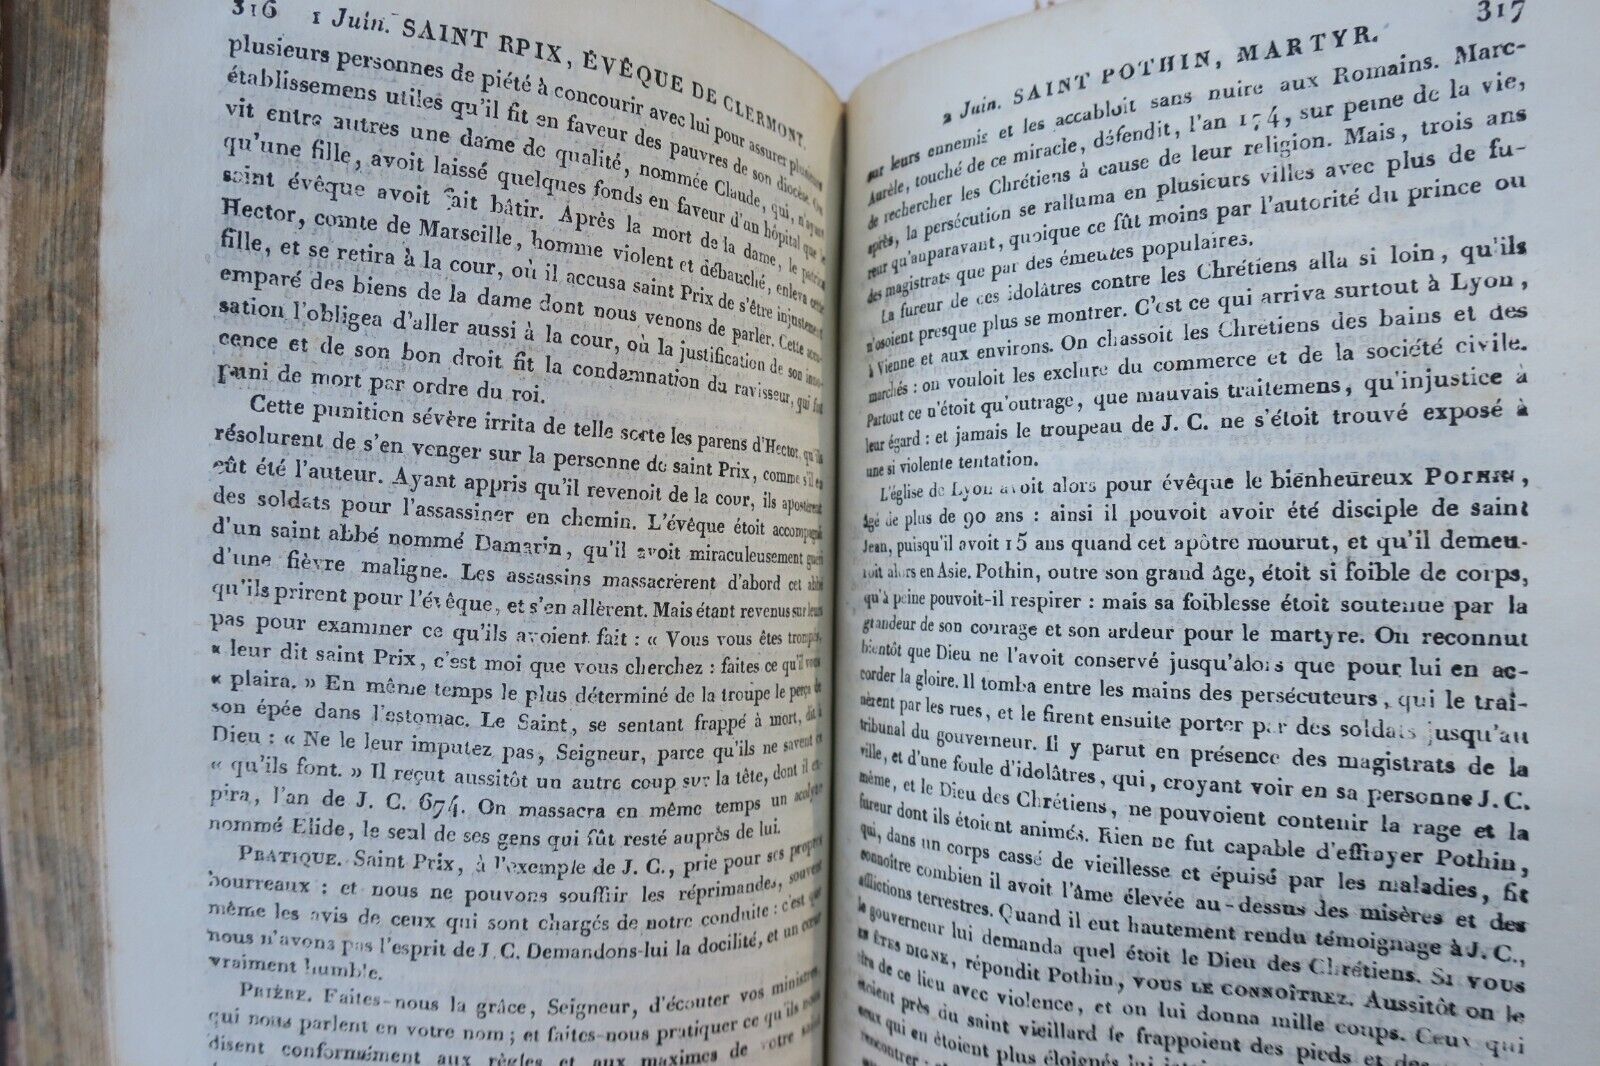 316 1 Juin. SAINT RPIX, ÉVÊQUE DE CLERMONT.
plusieurs personnes de piété à concourir avec lui pour assurer plusieurs
établissemens utiles qu'il fit en faveur des pauvres de son diocèse. On
vit entre autres une dame de qualité, nommée Claude, qui, n'ayant
qu'une fille, avoit laissé quelques fonds en faveur d'un hôpital que le
saint évêque avoit fait bâtir. Après la mort de la dame, le patrice
Hector, comte de Marseille, homme violent et débauché, enleva cette
fille, et se retira à la cour, où il accusa saint Prix de s'être injustement
emparé des biens de la dame dont nous venons de parler. Cette accu-
sation l'obligea d'aller aussi à la cour, où la justification de son inno-
cence et de son bon droit fit la condamnation du ravisseur, qui fut
puni de mort par ordre du roi.
Cette punition sévère irrita de telle sorte les parens d'Hector, qu'ils
résolurent de s'en venger sur la personne de saint Prix, comme s'il en
eût été l'auteur. Ayant appris qu'il revenoit de la cour, ils apostèrent
des soldats pour l'assassiner en chemin. L'évêque étoit accompagné
d'un saint abbé nommé Damarin, qu'il avoit miraculeusement guéri
d'une fièvre maligne. Les assassins massacrèrent d'abord cet abbé
qu'ils prirent pour l'évêque, et s'en allèrent. Mais étant revenus sur leurs
pas pour examiner ce qu'ils avoient fait : « Vous vous êtes trompés,
« leur dit saint Prix, c'est moi que vous cherchez : faites ce qu'il vous
« plaira. » En même temps le plus déterminé de la troupe le perça de
son épée dans l'estomac. Le Saint, se sentant frappé à mort, dit à
Dieu : « Ne le leur imputez pas, Seigneur, parce qu'ils ne savent ce
« qu'ils font. » Il reçut aussitôt un autre coup sur la tête, dont il ex-
pira, l'an de J. C. 674. On massacra en même temps un acolyte
nommé Elide, le seul de ses gens qui fût resté auprès de lui.
PRATIQUE. Saint Prix, à l'exemple de J. C., prie pour ses propres
bourreaux : et nous ne pouvons souffrir les réprimandes, souvent
même les avis de ceux qui sont chargés de notre conduite : c'est que
nous n'avons pas l'esprit de J. C. Demandons-lui la docilité, et un cœur
vraiment humble.
PRIÈRE. Faites-nous la grâce, Seigneur, d'écouter vos ministres,
qui nous parlent en votre nom ; et faites-nous pratiquer ce qu'ils nous
disent conformément aux règles et aux maximes de votre saint
2 Juin. SAINT POTHIN, MARTYR. 317
sur leurs ennemis et les accabloit sans nuire aux Romains. Marc-
Aurèle, touché de ce miracle, défendit, l'an 174, sur peine de la vie,
de rechercher les Chrétiens à cause de leur religion. Mais, trois ans
après, la persécution se ralluma en plusieurs villes avec plus de fu-
reur qu'auparavant, quoique ce fût moins par l'autorité du prince ou
des magistrats que par des émeutes populaires.
La fureur de ces idolâtres contre les Chrétiens alla si loin, qu'ils
n'osoient presque plus se montrer. C'est ce qui arriva surtout à Lyon,
à Vienne et aux environs. On chassoit les Chrétiens des bains et des
marchés : on vouloit les exclure du commerce et de la société civile.
Partout ce n'étoit qu'outrage, que mauvais traitemens, qu'injustice à
leur égard : et jamais le troupeau de J. C. ne s'étoit trouvé exposé à
une si violente tentation.
L'église de Lyon avoit alors pour évêque le bienheureux POTHIN,
âgé de plus de 90 ans : ainsi il pouvoit avoir été disciple de saint
Jean, puisqu'il avoit 15 ans quand cet apôtre mourut, et qu'il demeu-
roit alors en Asie. Pothin, outre son grand âge, étoit si foible de corps,
qu'à peine pouvoit-il respirer : mais sa foiblesse étoit soutenue par la
grandeur de son courage et son ardeur pour le martyre. On reconnut
bientôt que Dieu ne l'avoit conservé jusqu'alors que pour lui en ac-
corder la gloire. Il tomba entre les mains des persécuteurs, qui le traî-
nèrent par les rues, et le firent ensuite porter par des soldats jusqu'au
tribunal du gouverneur. Il y parut en présence des magistrats de la
ville, et d'une foule d'idolâtres, qui, croyant voir en sa personne J. C.
même, et le Dieu des Chrétiens, ne pouvoient contenir la rage et la
fureur dont ils étoient animés. Rien ne fut capable d'effrayer Pothin,
qui, dans un corps cassé de vieillesse et épuisé par les maladies, fit
connoître combien il avoit l'âme élevée au-dessus des misères et des
afflictions terrestres. Quand il eut hautement rendu témoignage à J. C.,
le gouverneur lui demanda quel étoit le Dieu des Chrétiens. SI VOUS
EN ÊTES DIGNE, répondit Pothin, VOUS LE CONNOÎTREZ. Aussitôt on le
tira de ce lieu avec violence, et on lui donna mille coups. Ceux qui
étoient près du saint vieillard le frappoient des pieds et des
ceux qui en étoient plus éloignés lui
rencontrer :